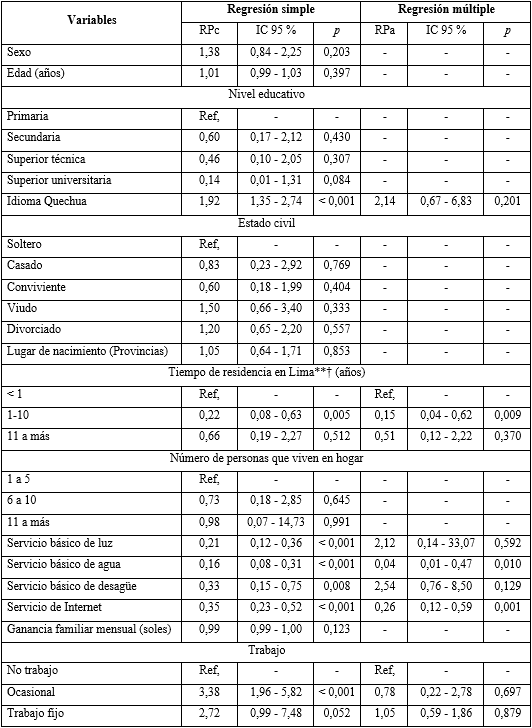 Variables Regresión simple Regresión múltiple
RPc IC 95 % p RPa IC 95 % p
Sexo 1,38 0,84 - 2,25 0,203 - - -
Edad (años) 1,01 0,99 - 1,03 0,397 - - -
Nivel educativo
Primaria Ref, - - - - -
Secundaria 0,60 0,17 - 2,12 0,430 - - -
Superior técnica 0,46 0,10 - 2,05 0,307 - - -
Superior universitaria 0,14 0,01 - 1,31 0,084 - - -
Idioma Quechua 1,92 1,35 - 2,74 < 0,001 2,14 0,67 - 6,83 0,201
Estado civil
Soltero Ref, - - - - -
Casado 0,83 0,23 - 2,92 0,769 - - -
Conviviente 0,60 0,18 - 1,99 0,404 - - -
Viudo 1,50 0,66 - 3,40 0,333 - - -
Divorciado 1,20 0,65 - 2,20 0,557 - - -
Lugar de nacimiento (Provincias) 1,05 0,64 - 1,71 0,853 - - -
Tiempo de residencia en Lima**† (años)
< 1 Ref, - - Ref, - -
1-10 0,22 0,08 - 0,63 0,005 0,15 0,04 - 0,62 0,009
11 a más 0,66 0,19 - 2,27 0,512 0,51 0,12 - 2,22 0,370
Número de personas que viven en hogar
1 a 5 Ref, - - - - -
6 a 10 0,73 0,18 - 2,85 0,645 - - -
11 a más 0,98 0,07 - 14,73 0,991 - - -
Servicio básico de luz 0,21 0,12 - 0,36 < 0,001 2,12 0,14 - 33,07 0,592
Servicio básico de agua 0,16 0,08 - 0,31 < 0,001 0,04 0,01 - 0,47 0,010
Servicio básico de desagüe 0,33 0,15 - 0,75 0,008 2,54 0,76 - 8,50 0,129
Servicio de Internet 0,35 0,23 - 0,52 < 0,001 0,26 0,12 - 0,59 0,001
Ganancia familiar mensual (soles) 0,99 0,99 - 1,00 0,123 - - -
Trabajo
No trabajo Ref, - - Ref, - -
Ocasional 3,38 1,96 - 5,82 < 0,001 0,78 0,22 - 2,78 0,697
Trabajo fijo 2,72 0,99 - 7,48 0,052 1,05 0,59 - 1,86 0,879